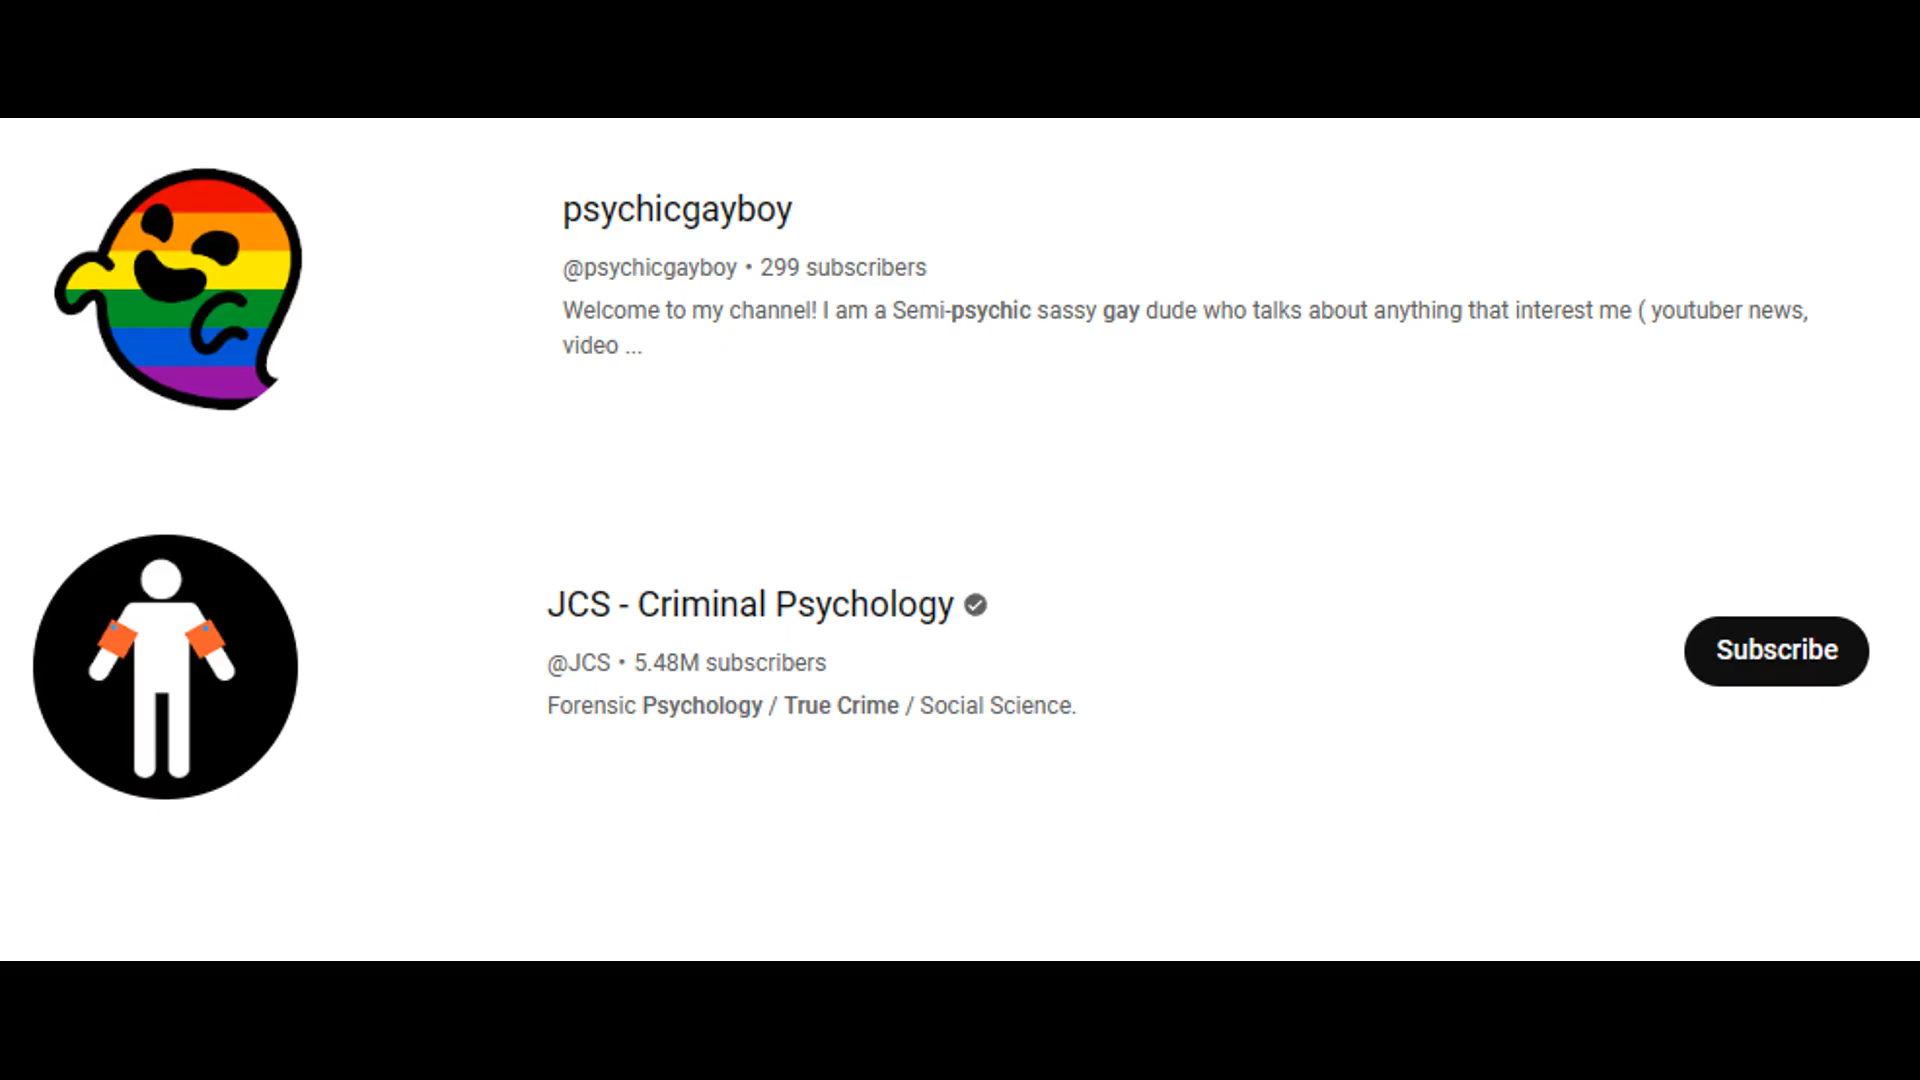 psychicgayboy
@psychicgayboy • 299 subscribers
Welcome to my channel! I am a Semi-psychic sassy gay dude who talks about anything that interest me ( youtuber news,
video ...
JCS - Criminal Psychology
@JCS • 5.48M subscribers
Forensic Psychology / True Crime / Social Science.
Subscribe